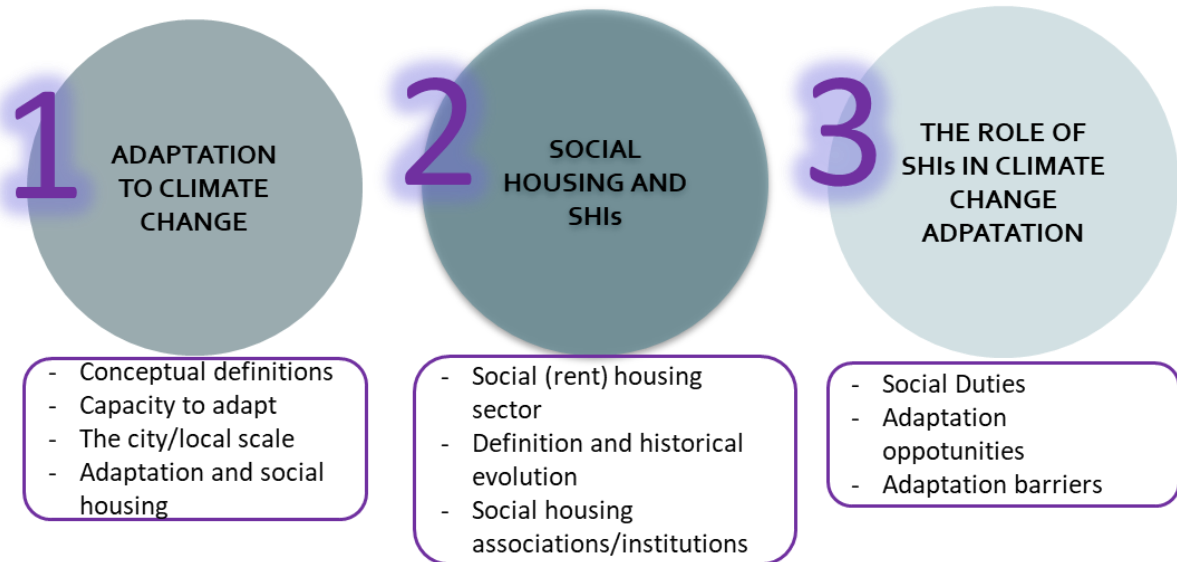 1
ADAPTATION
TO CLIMATE
CHANGE
- Conceptual definitions
- Capacity to adapt
- The city/local scale
- Adaptation and social
housing
2
SOCIAL
HOUSING AND
SHIs
- Social (rent) housing
sector
- Definition and historical
evolution
- Social housing
associations/institutions
3
THE ROLE OF
SHIs IN CLIMATE
CHANGE
ADPATATION
- Social Duties
- Adaptation
oppotunities
- Adaptation barriers